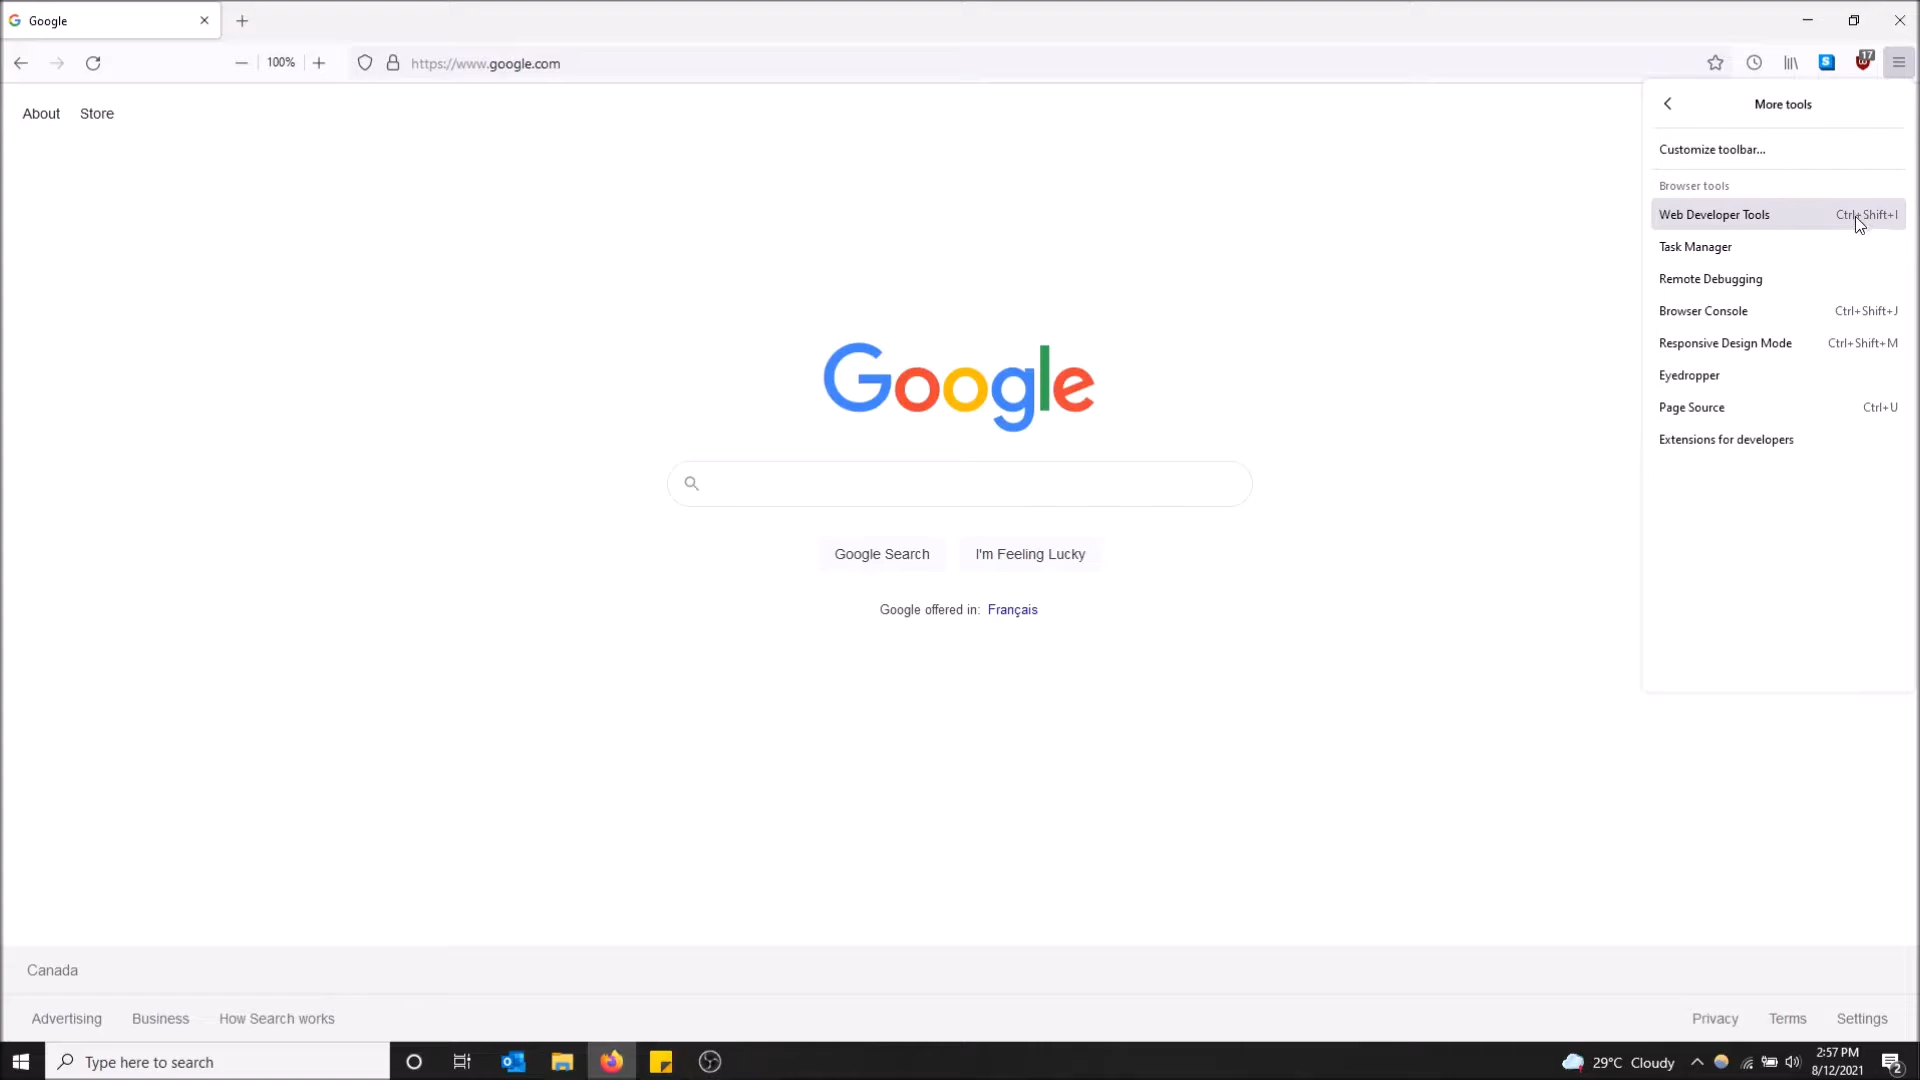 Google
100%
https://www.google.com
17
About Store
More tools
Customize toolbar...
Browser tools
Web Developer Tools Ctrl+Shift+I
Task Manager
Remote Debugging
Browser Console Ctrl+Shift+J
Responsive Design Mode Ctrl+Shift+M
Eyedropper
Page Source Ctrl+U
Extensions for developers
Google
Google Search I'm Feeling Lucky
Google offered in: Français
Canada
Advertising Business How Search works Privacy Terms Settings
Type here to search
29°C Cloudy
2:57 PM
8/12/2021
2